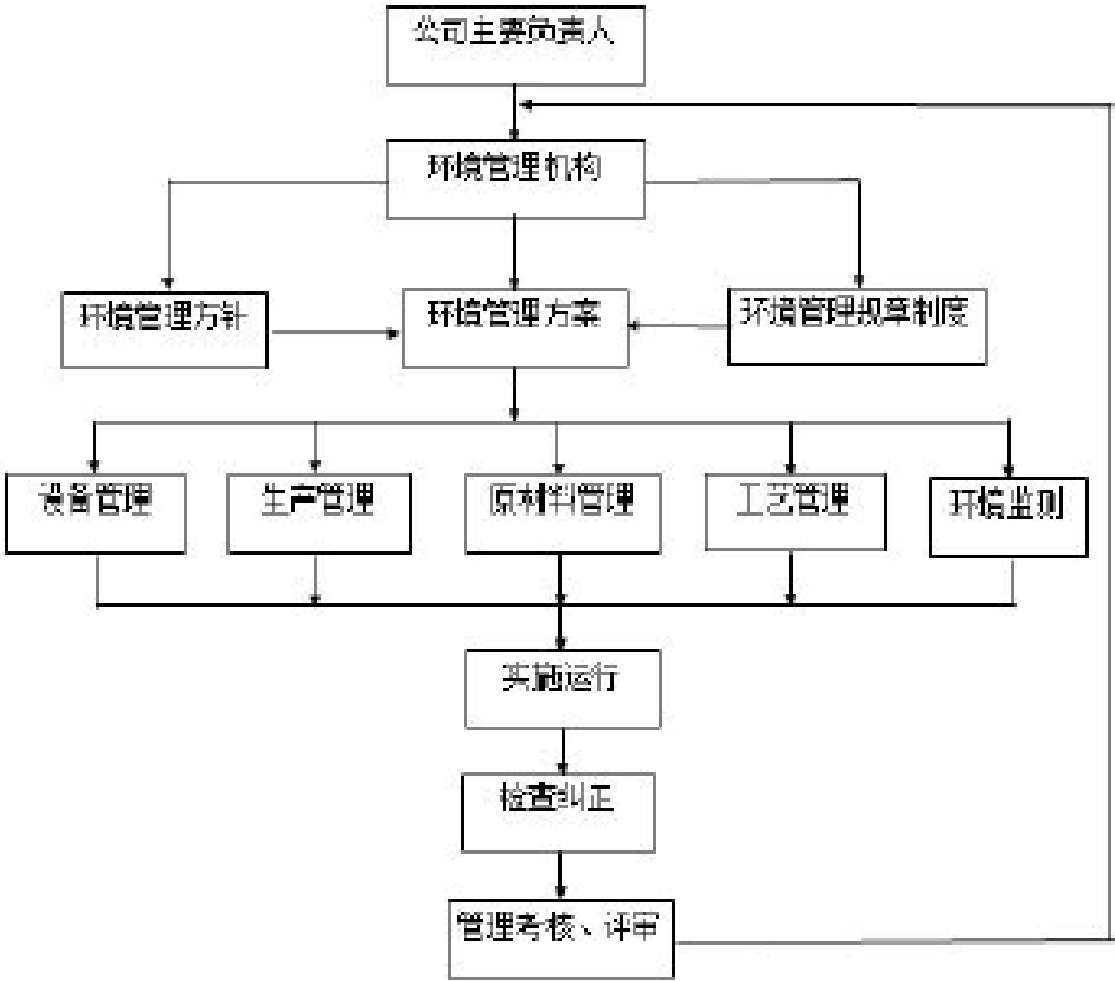 公司主要负责人
环境管理机构
环境管理方针
环境管理方案
环境管理规章制度
设备管理
生产管理
原材料管理
工艺管理
环境监测
实施运行
检查纠正
管理考核、评审